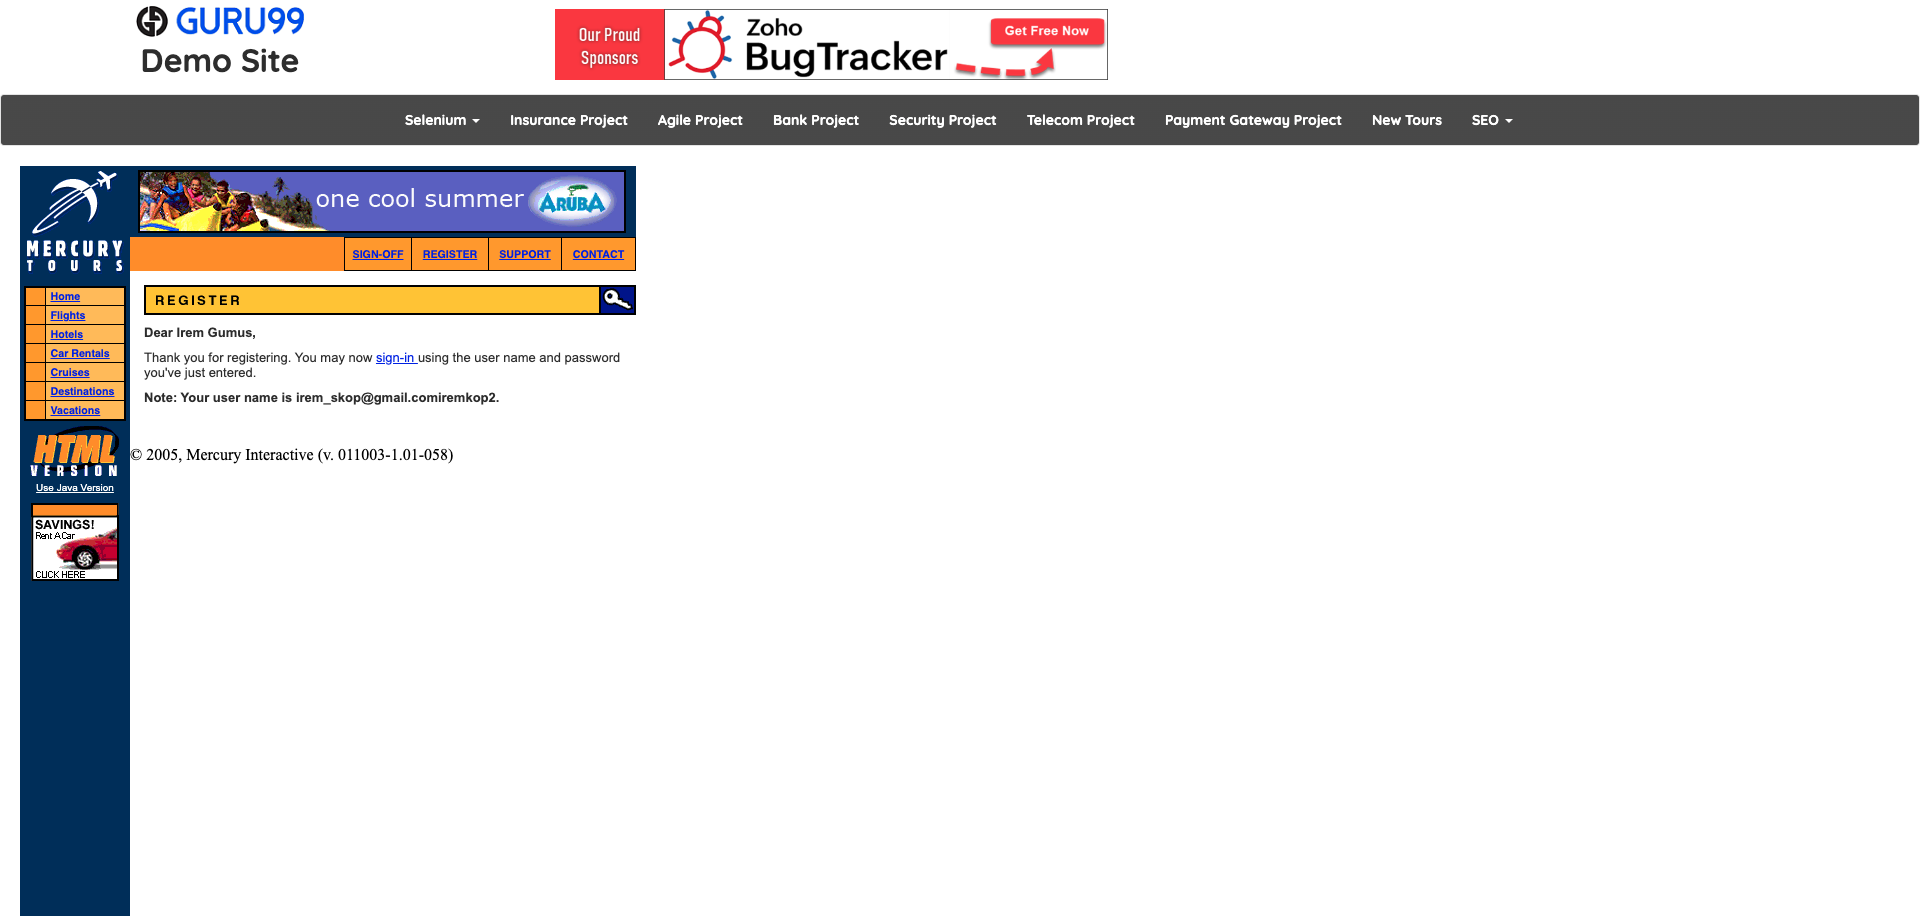 GURU99
Demo Site
Our Proud
Sponsors
Zoho
BugTracker
Get Free Now
Selenium
Insurance Project
Agile Project
Bank Project
Security Project
Telecom Project
Payment Gateway Project
New Tours
SEO
one cool summer
ARUBA
MERCURY
TOURS
SIGN-OFF
REGISTER
SUPPORT
CONTACT
Home
Flights
Hotels
Car Rentals
Cruises
Destinations
Vacations
HTML
VERSION
Use Java Version
SAVINGS!
Rent A Car
CLICK HERE
REGISTER
Dear Irem Gumus,
Thank you for registering. You may now sign-in using the user name and password
you've just entered.
Note: Your user name is irem_skop@gmail.comiremkop2.
© 2005, Mercury Interactive (v. 011003-1.01-058)